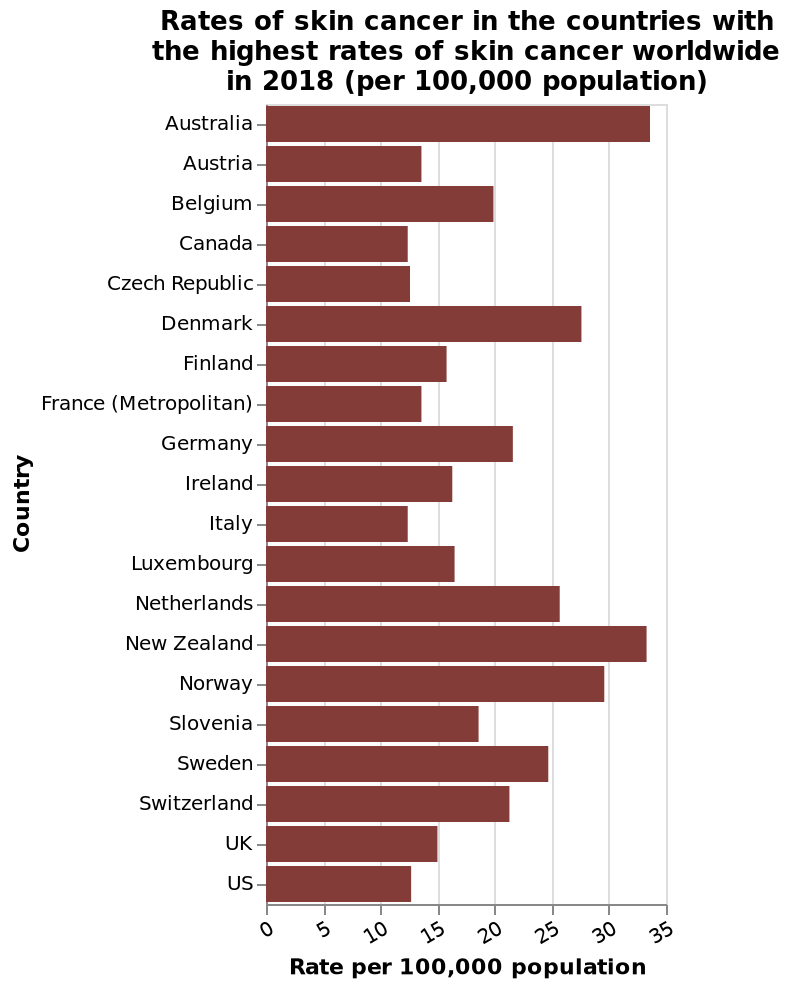 Rates of skin cancer in the countries with
the highest rates of skin cancer worldwide
in 2018 (per 100,000 population)
Country
Australia
Austria
Belgium
Canada
Czech Republic
Denmark
Finland
France (Metropolitan)
Germany
Ireland
Italy
Luxembourg
Netherlands
New Zealand
Norway
Slovenia
Sweden
Switzerland
UK
US
0 5 10 15 20 25 30 35
Rate per 100,000 population